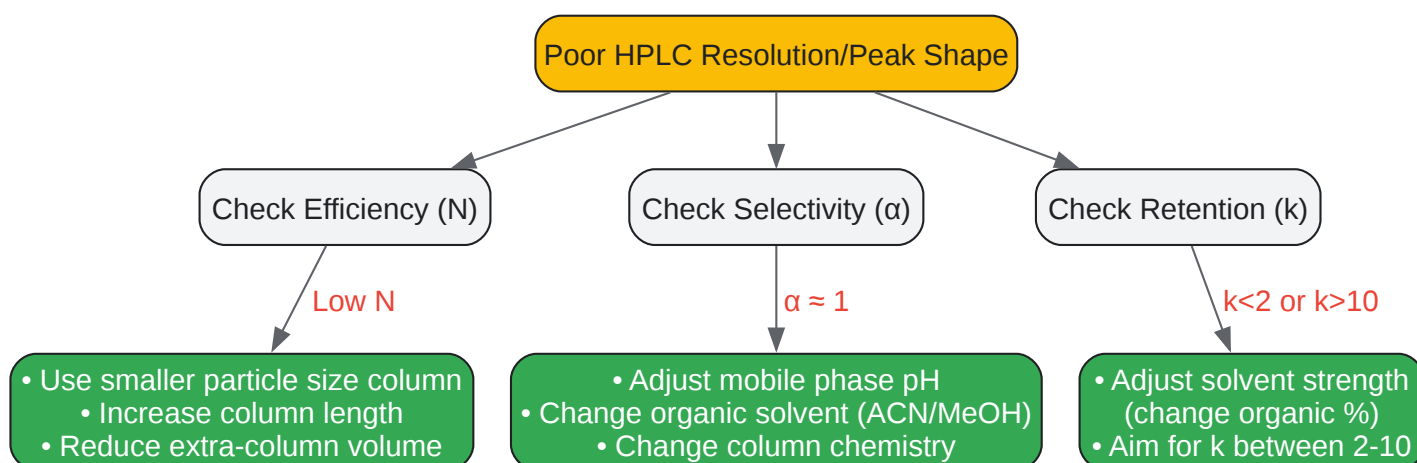 Poor HPLC Resolution/Peak Shape
Check Efficiency (N)
Check Selectivity (α)
Check Retention (k)
Low N
α ≈ 1
k<2 or k>10
• Use smaller particle size column
• Increase column length
• Reduce extra-column volume
• Adjust mobile phase pH
• Change organic solvent (ACN/MeOH)
• Change column chemistry
• Adjust solvent strength
(change organic %)
• Aim for k between 2-10